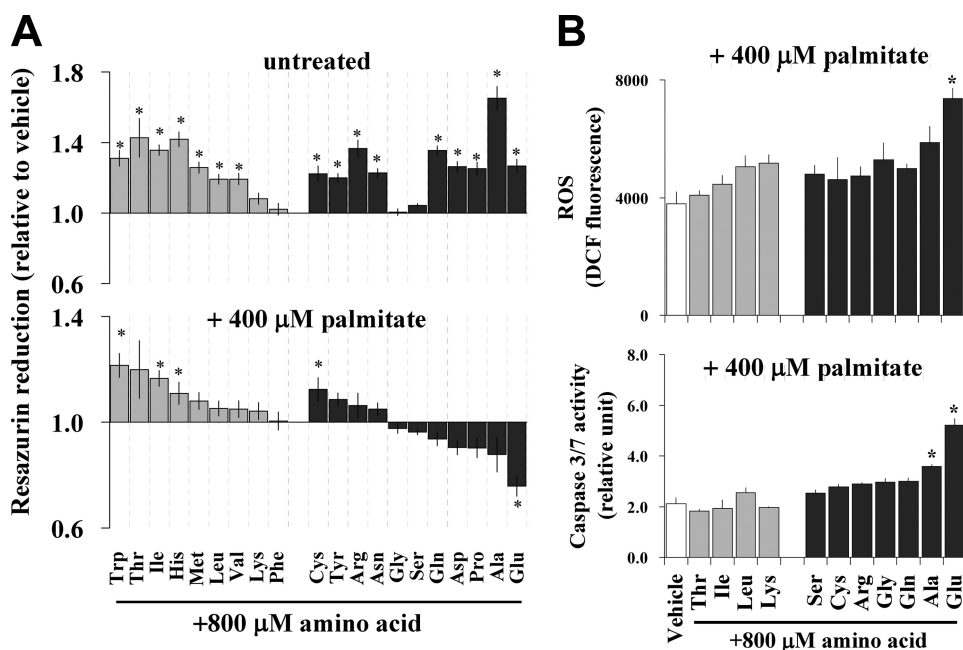 A
untreated
Resazurin reduction (relative to vehicle)
1.8
1.4
1.0
0.6
* * * * * * * * * * * * * * * *
+ 400 μM palmitate
1.4
1.0
0.6
* * * * *
Trp Thr Ile His Met Leu Val Lys Phe Cys Tyr Arg Asn Gly Ser Gln Asp Pro Ala Glu
+800 μM amino acid
B
+ 400 μM palmitate
ROS
(DCF fluorescence)
8000
4000
0
*
+ 400 μM palmitate
Caspase 3/7 activity
(relative unit)
8.0
6.0
4.0
2.0
0.0
* *
Vehicle Thr Ile Leu Lys Ser Cys Arg Gly Gln Ala Glu
+800 μM amino acid